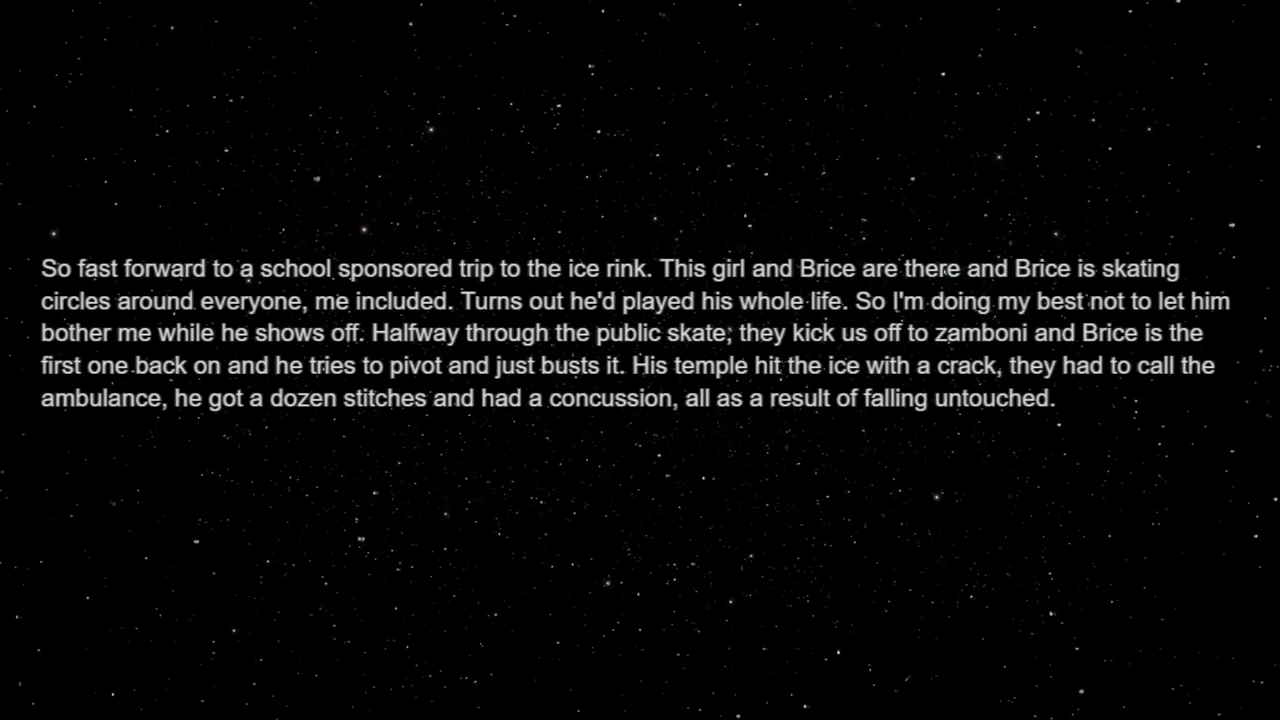 So fast forward to a school sponsored trip to the ice rink. This girl and Brice are there and Brice is skating
circles around everyone, me included. Turns out he'd played his whole life. So I'm doing my best not to let him
bother me while he shows off. Halfway through the public skate; they kick us off to zamboni and Brice is the
first one back on and he tries to pivot and just busts it. His temple hit the ice with a crack, they had to call the
ambulance, he got a dozen stitches and had a concussion, all as a result of falling untouched.